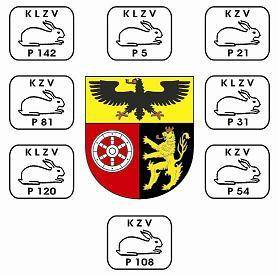 KLZV
P 142
KLZV
P 5
KZV
P 21
KZV
P 81
KLZV
P 31
KLZV
P 120
KZV
P 54
KZV
P 108